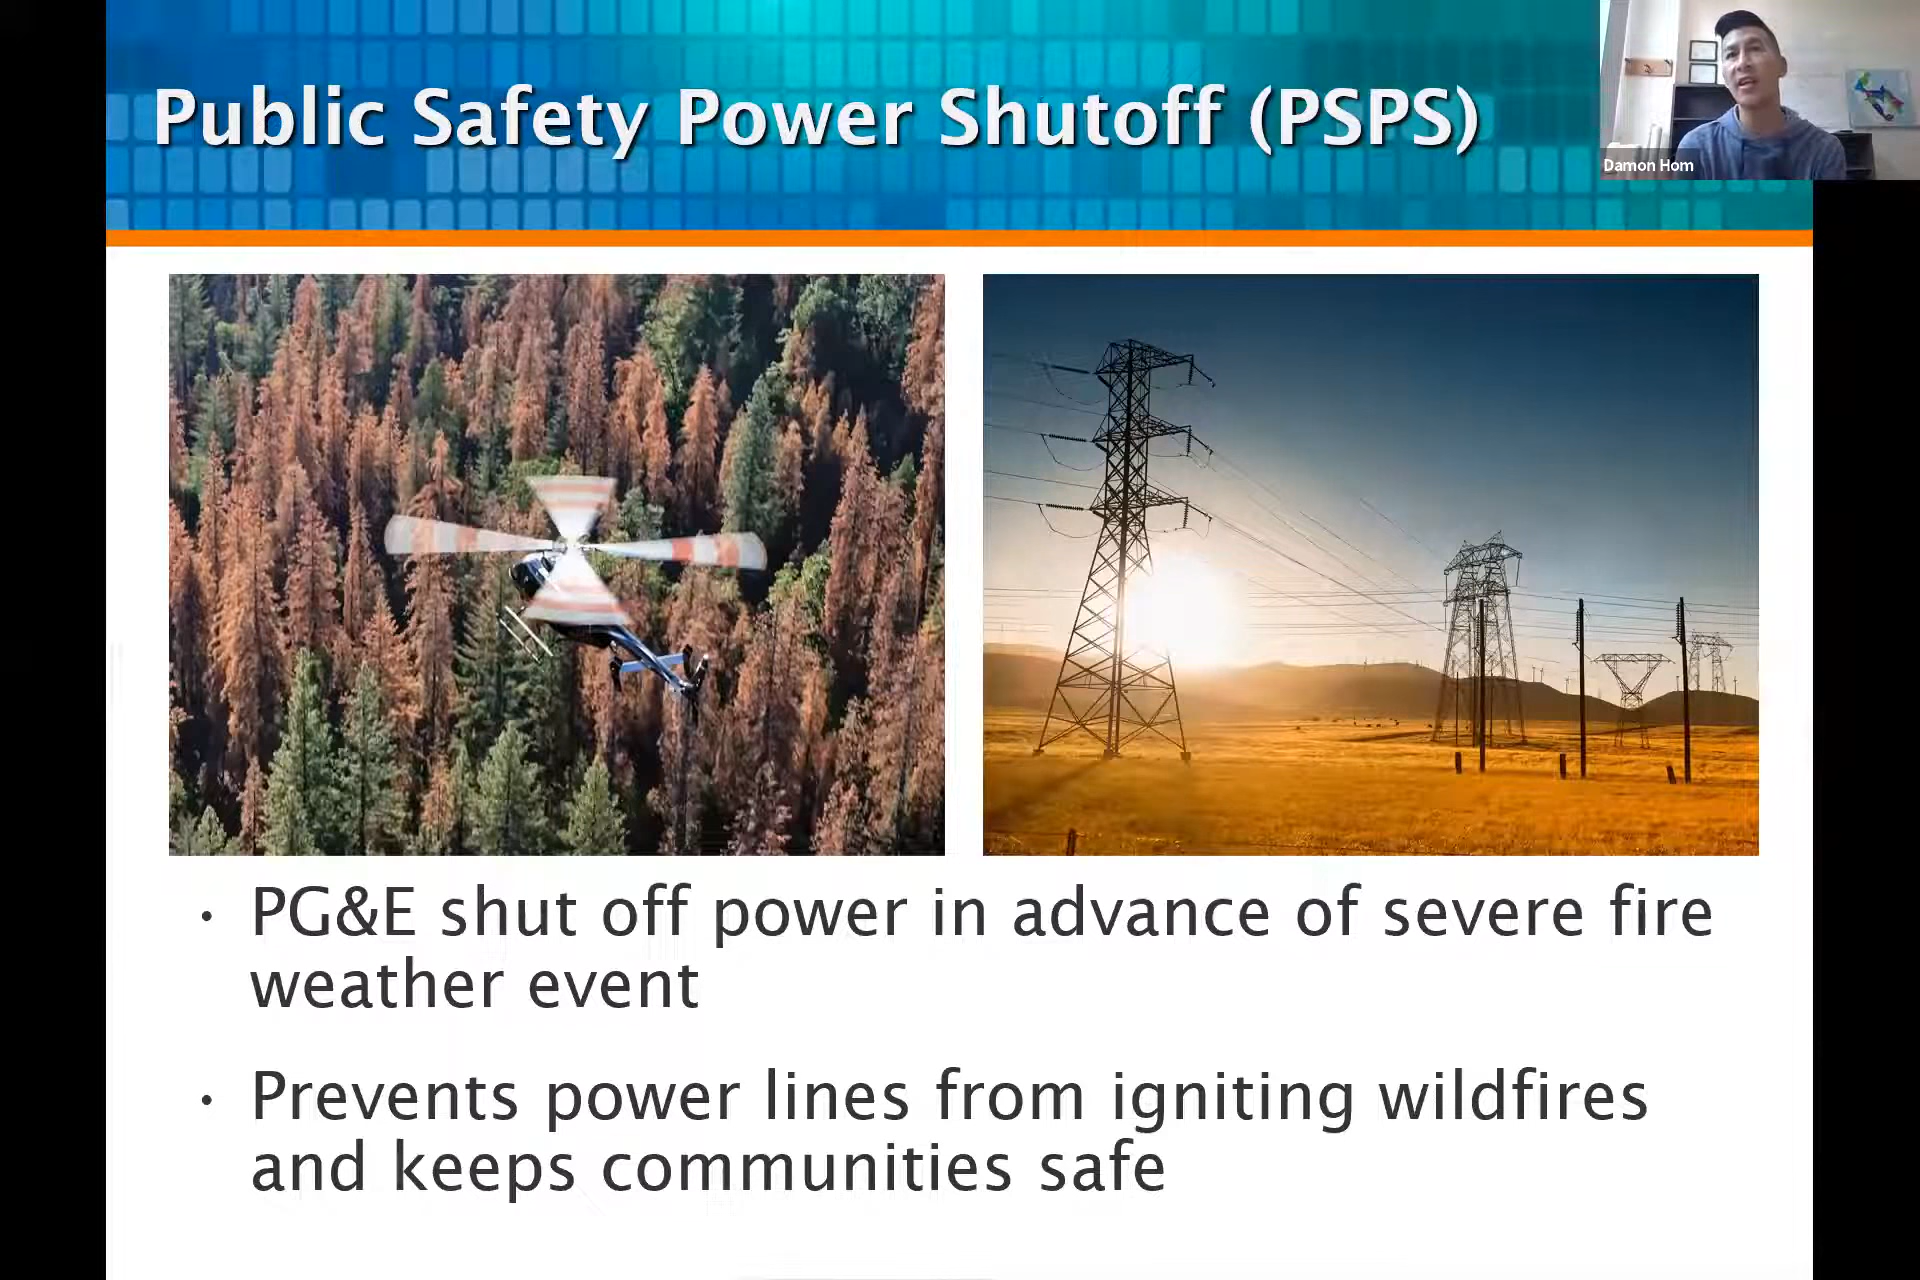 Public Safety Power Shutoff (PSPS)
Damon Hom
• PG&E shut off power in advance of severe fire
weather event
• Prevents power lines from igniting wildfires
and keeps communities safe